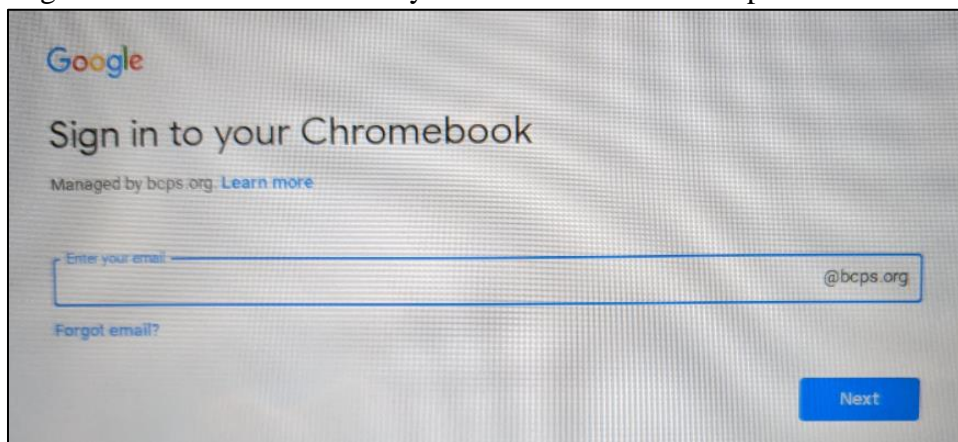 Google
Sign in to your Chromebook
Managed by bcps.org. Learn more
Enter your email
@bcps.org
Forgot email?
Next